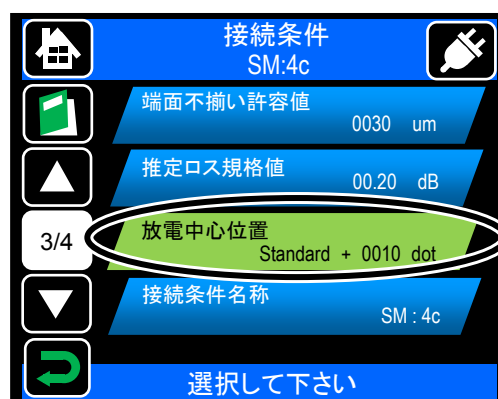 接続条件
SM:4c
端面不揃い許容値
0030 um
推定ロス規格値
00.20 dB
3/4
放電中心位置
Standard + 0010 dot
接続条件名称
SM : 4c
選択して下さい